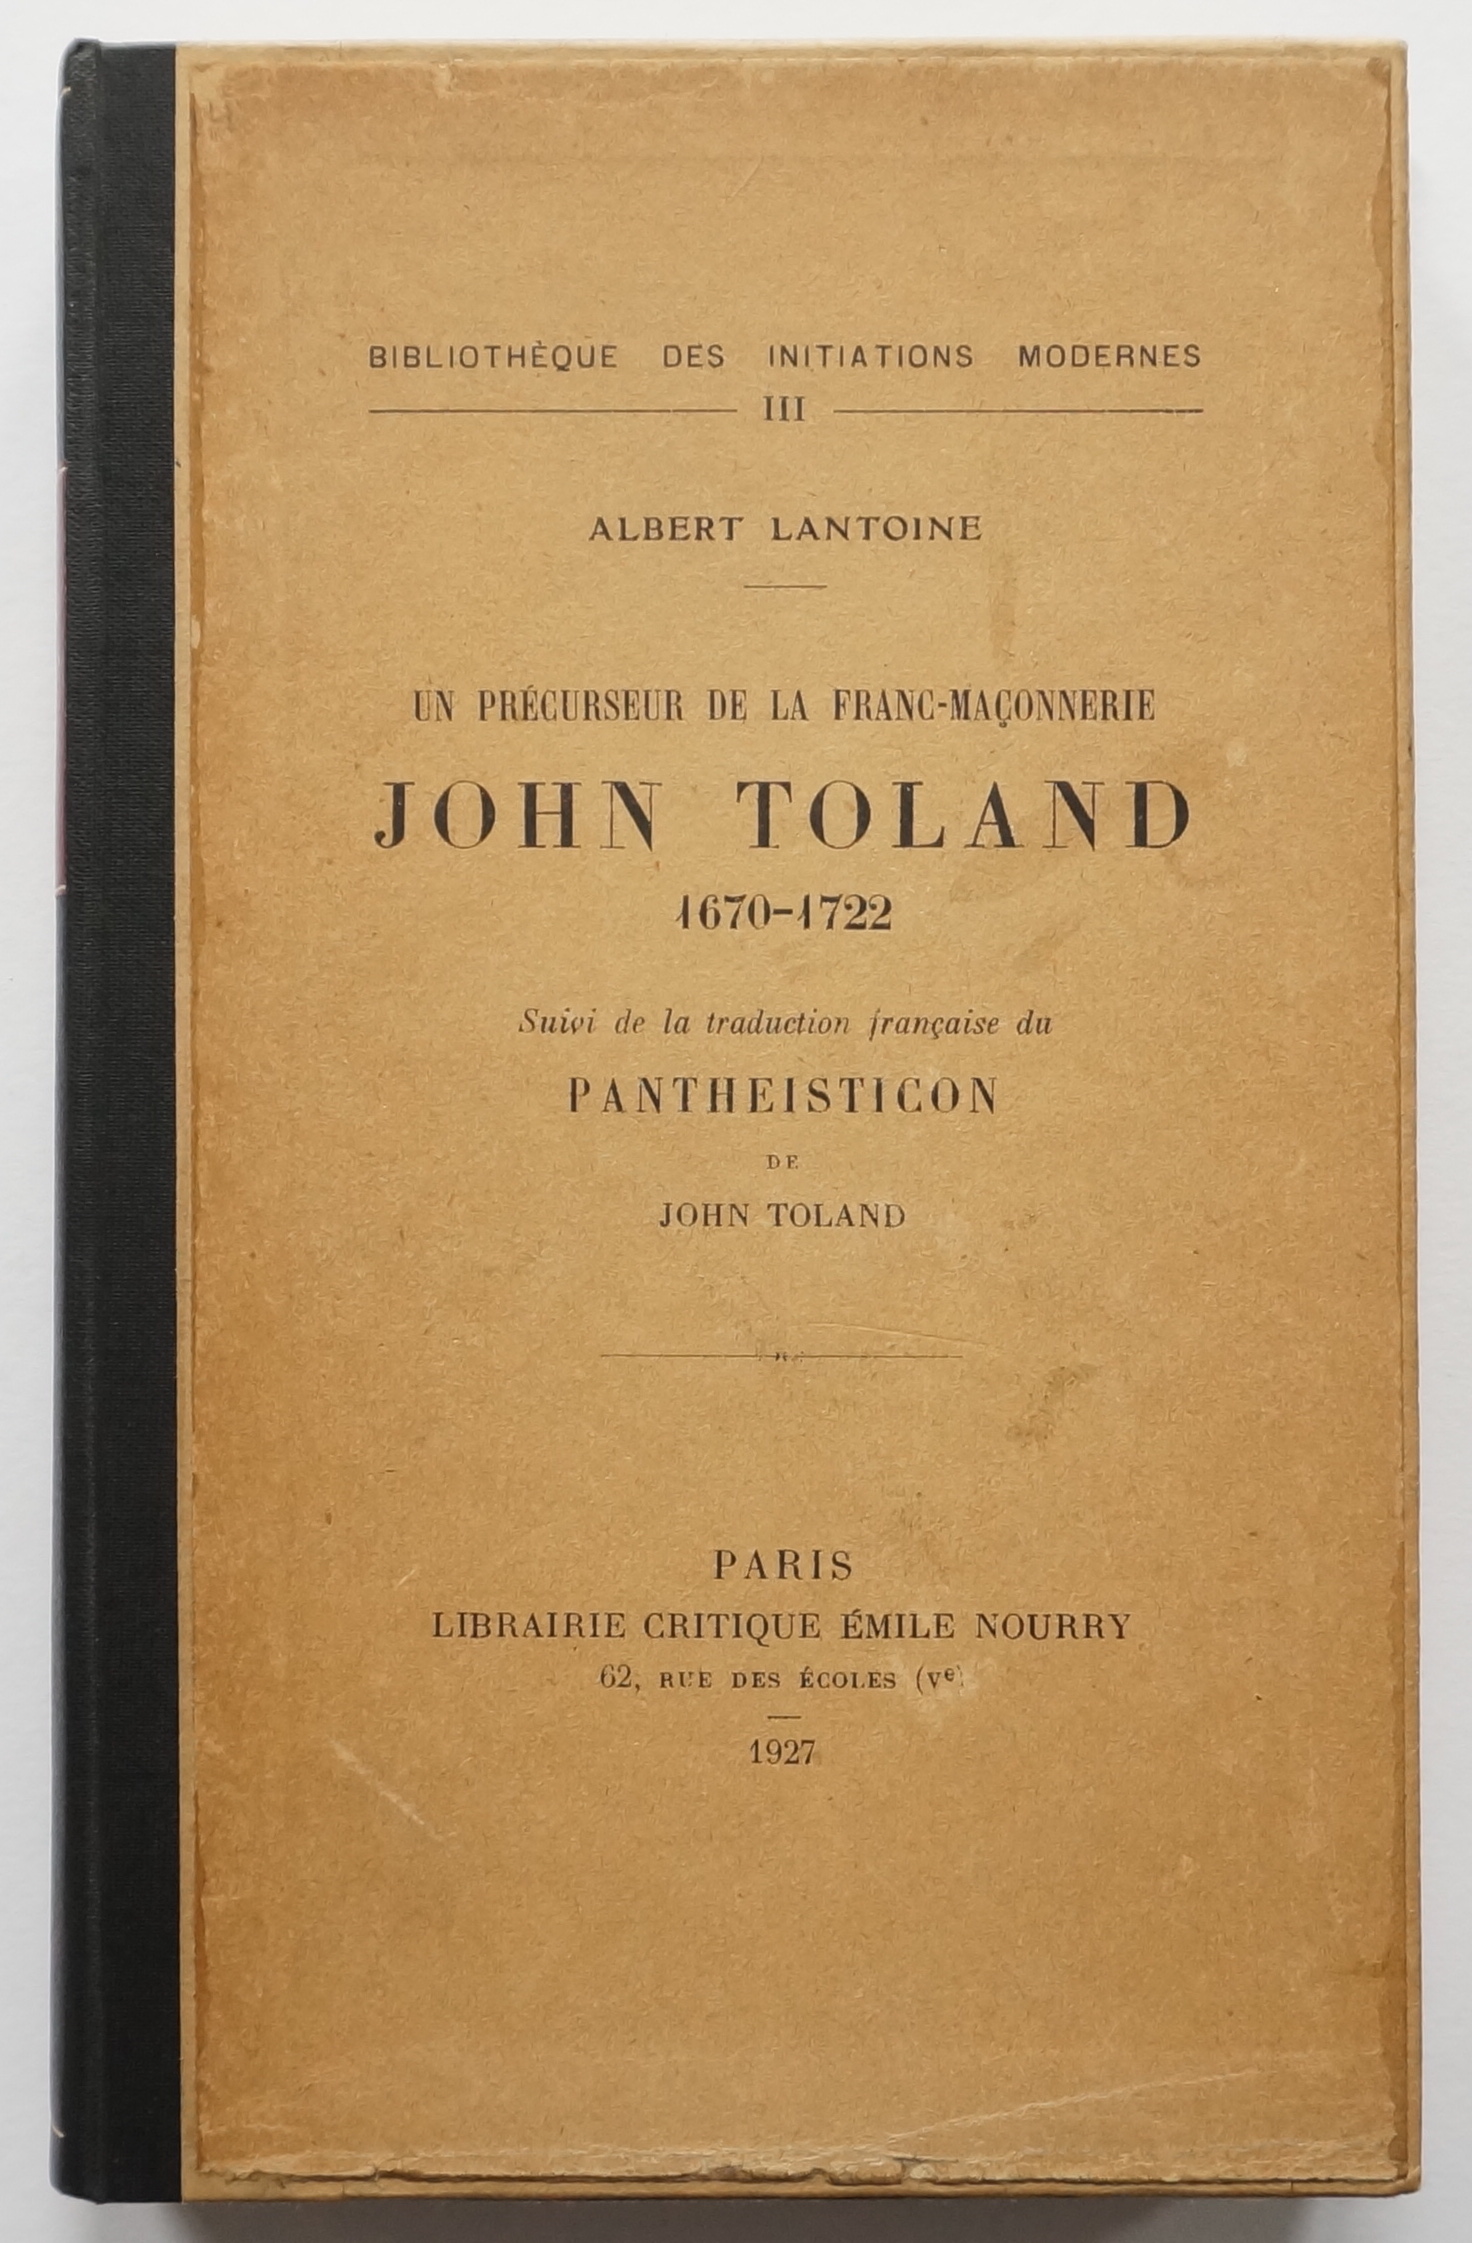 BIBLIOTHÈQUE DES INITIATIONS MODERNES
III
ALBERT LANTOINE
UN PRÉCURSEUR DE LA FRANC-MAÇONNERIE
JOHN TOLAND
1670-1722
Suivi de la traduction française du
PANTHEISTICON
DE
JOHN TOLAND
PARIS
LIBRAIRIE CRITIQUE ÉMILE NOURRY
62, RUE DES ÉCOLES (Ve)
1927